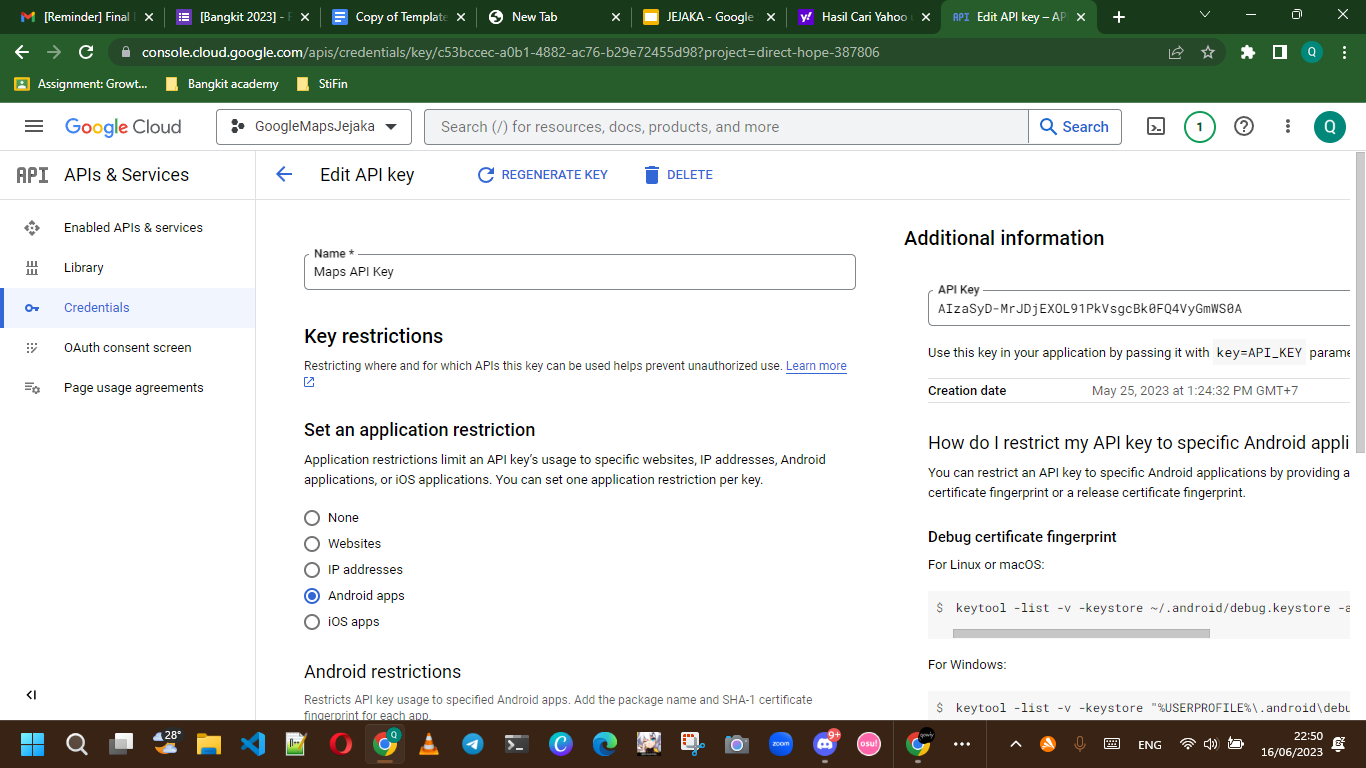 [Reminder] Final
[Bangkit 2023] - F
Copy of Template
New Tab
JEJAKA - Google
Hasil Cari Yahoo
Edit API key – AP
console.cloud.google.com/apis/credentials/key/c53bccec-a0b1-4882-ac76-b29e72455d98?project=direct-hope-387806
Q
Assignment: Growt...
Bangkit academy
StiFin
Google Cloud
GoogleMapsJejaka
Search (/) for resources, docs, products, and more
Search
1
Q
API APIs & Services
Edit API key
REGENERATE KEY
DELETE
Enabled APIs & services
Library
Credentials
OAuth consent screen
Page usage agreements
Name *
Maps API Key
Key restrictions
Restricting where and for which APIs this key can be used helps prevent unauthorized use. Learn more
Set an application restriction
Application restrictions limit an API key's usage to specific websites, IP addresses, Android
applications, or iOS applications. You can set one application restriction per key.
None
Websites
IP addresses
Android apps
iOS apps
Android restrictions
Restricts API key usage to specified Android apps. Add the package name and SHA-1 certificate
fingerprint for each app.
Additional information
API Key
AIzaSyD-MrJDjEXOL91PkVsgcBk0FQ4VyGmWS0A
Use this key in your application by passing it with key=API_KEY parame
Creation date
May 25, 2023 at 1:24:32 PM GMT+7
How do I restrict my API key to specific Android appli
You can restrict an API key to specific Android applications by providing a
certificate fingerprint or a release certificate fingerprint.
Debug certificate fingerprint
For Linux or macOS:
$ keytool -list -v -keystore ~/.android/debug.keystore -a
For Windows:
$ keytool -list -v -keystore "%USERPROFILE%\.android\debu
28°
Q
zoom
9+
osu!
ENG
22:50
16/06/2023